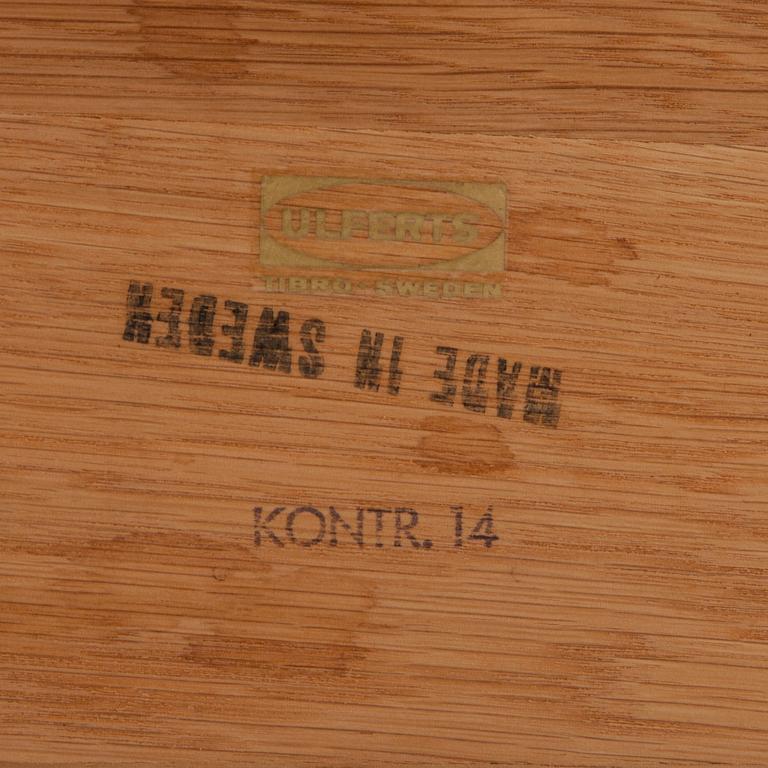 ULFERTS
TIBRO · SWEDEN
MADE IN SWEDEN
KONTR. 14